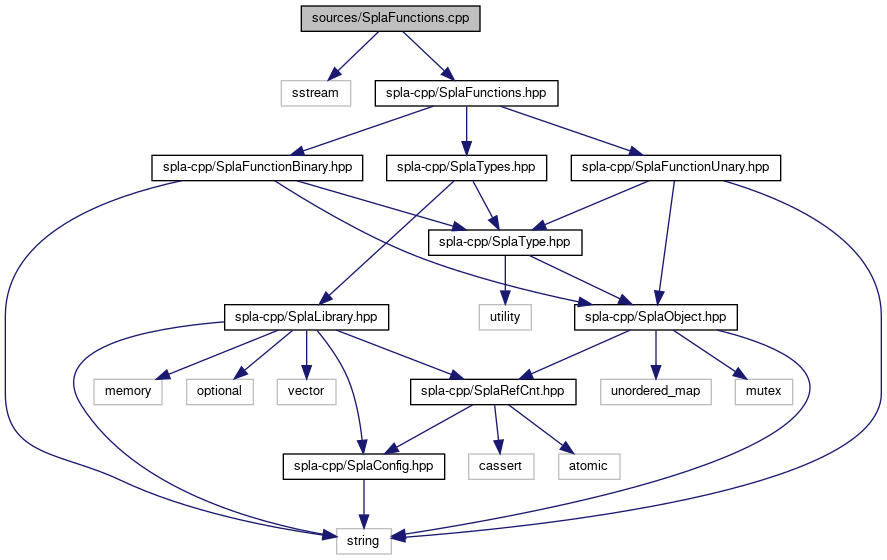 sources/SplaFunctions.cpp
sstream
spla-cpp/SplaFunctions.hpp
spla-cpp/SplaFunctionBinary.hpp
spla-cpp/SplaTypes.hpp
spla-cpp/SplaFunctionUnary.hpp
spla-cpp/SplaType.hpp
spla-cpp/SplaLibrary.hpp
utility
spla-cpp/SplaObject.hpp
memory
optional
vector
spla-cpp/SplaRefCnt.hpp
unordered_map
mutex
spla-cpp/SplaConfig.hpp
cassert
atomic
string